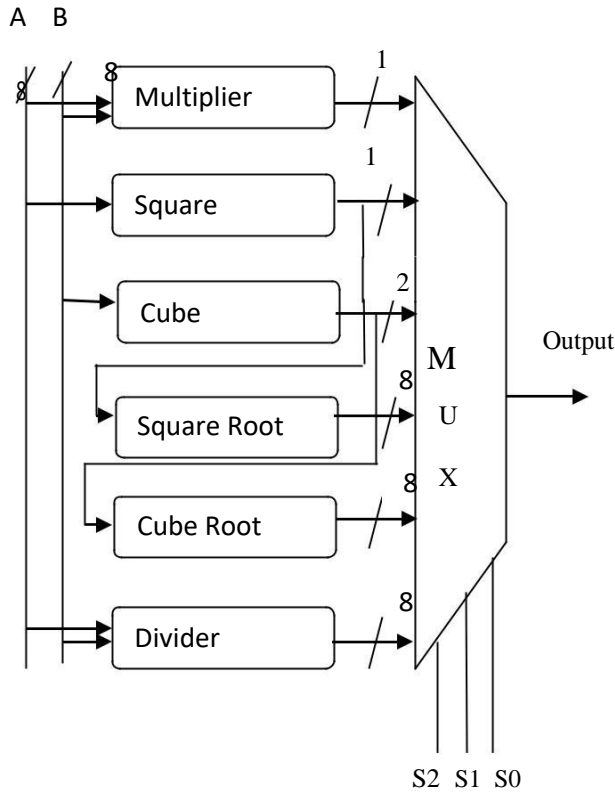 A B
8 8
Multiplier
1
Square
1
Cube
2
Square Root
8
Cube Root
8
Divider
8
M
U
X
Output
S2 S1 S0